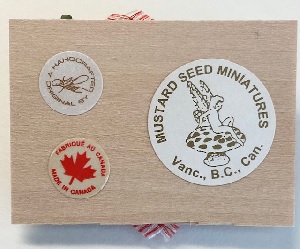 A HANDCRAFTED
ORIGINAL BY
MUSTARD SEED MINIATURES
Vanc., B.C., Can.
FABRIQUÉ AU CANADA
MADE IN CANADA